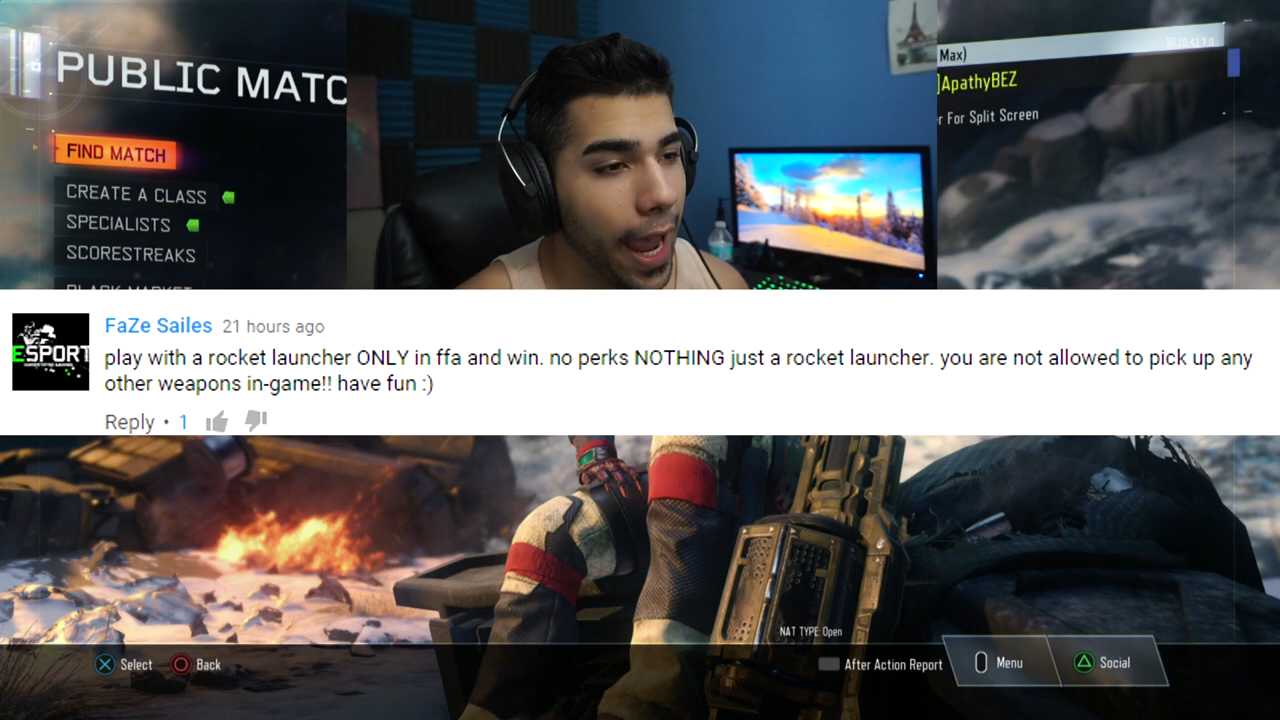 PUBLIC MATC
FIND MATCH
CREATE A CLASS
SPECIALISTS
SCORESTREAKS
BLACK MARKET
Max)
]ApathyBEZ
r For Split Screen
ESPORT
FaZe Sailes 21 hours ago
play with a rocket launcher ONLY in ffa and win. no perks NOTHING just a rocket launcher. you are not allowed to pick up any
other weapons in-game!! have fun :)
Reply • 1
NAT TYPE: Open
Select Back
After Action Report Menu Social